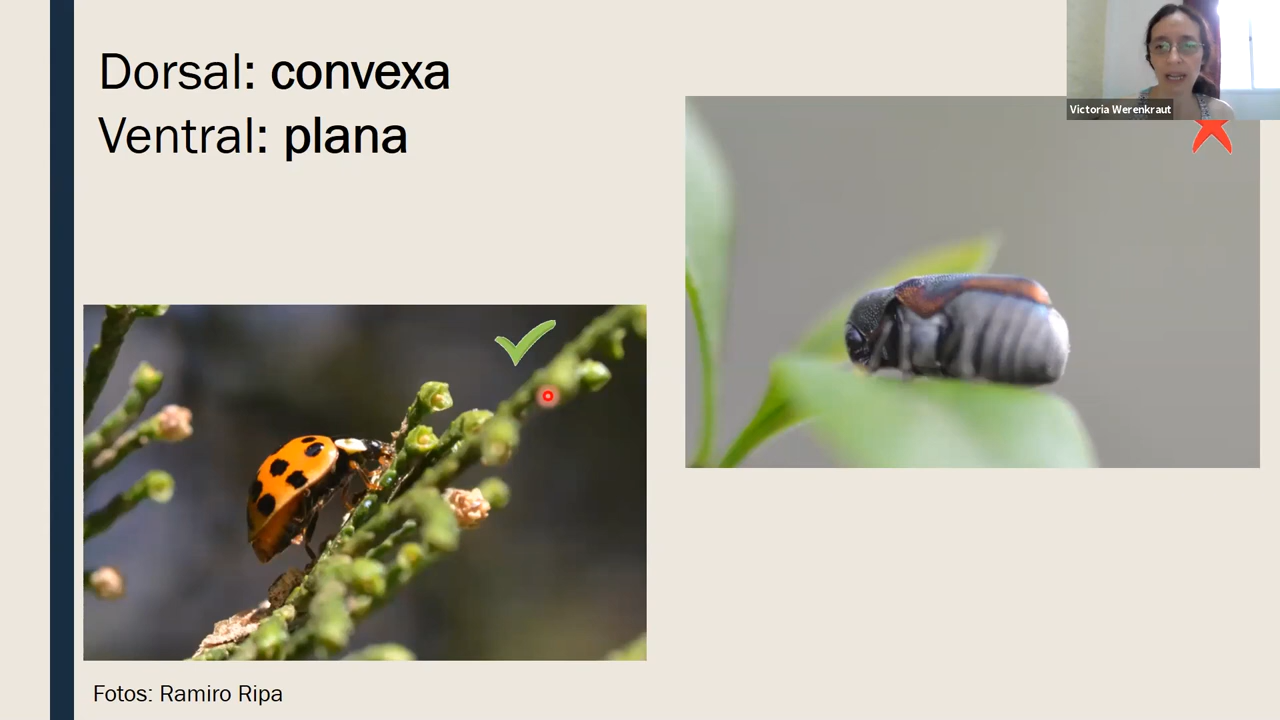 Dorsal: convexa
Ventral: plana
Victoria Werenkraut
Fotos: Ramiro Ripa